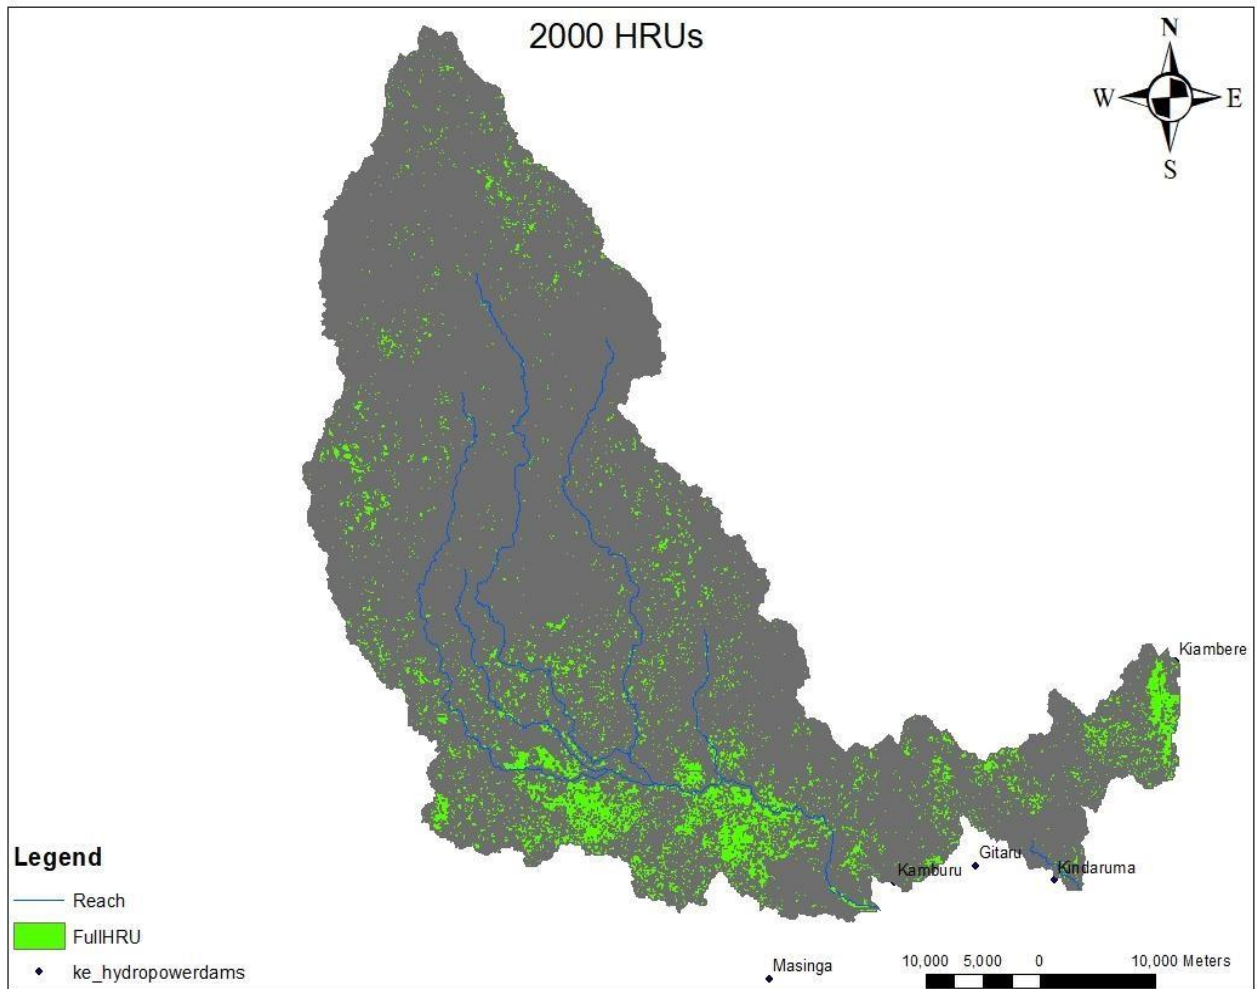 2000 HRUs
N
W E
S
Kiambere
Gitaru
Kamburu
Kindaruma
Masinga
Legend
Reach
FullHRU
ke_hydropowerdams
10,000 5,000 0 10,000 Meters